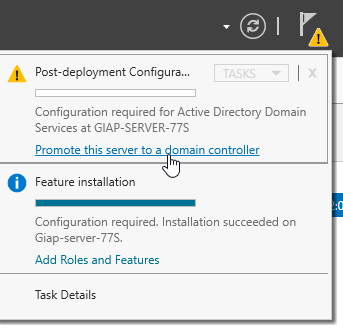 Post-deployment Configura...
TASKS
X
Configuration required for Active Directory Domain
Services at GIAP-SERVER-77S
Promote this server to a domain controller
Feature installation
Configuration required. Installation succeeded on
Giap-server-77S.
Add Roles and Features
Task Details